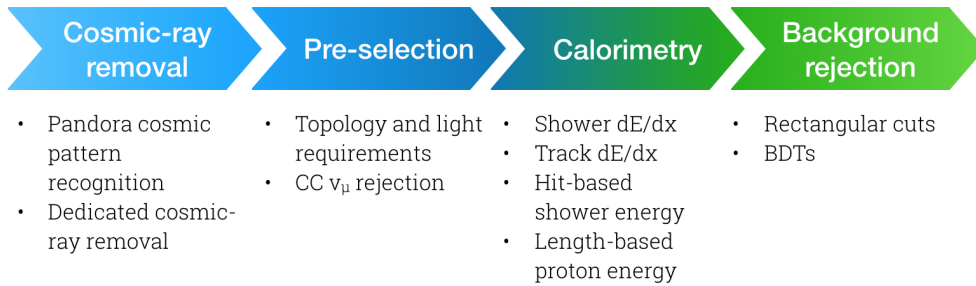 Cosmic-ray
removal
Pre-selection
Calorimetry
Background
rejection
• Pandora cosmic
pattern
recognition
• Dedicated cosmic-
ray removal
• Topology and light
requirements
• CC νμ rejection
• Shower dE/dx
• Track dE/dx
• Hit-based
shower energy
• Length-based
proton energy
• Rectangular cuts
• BDTs